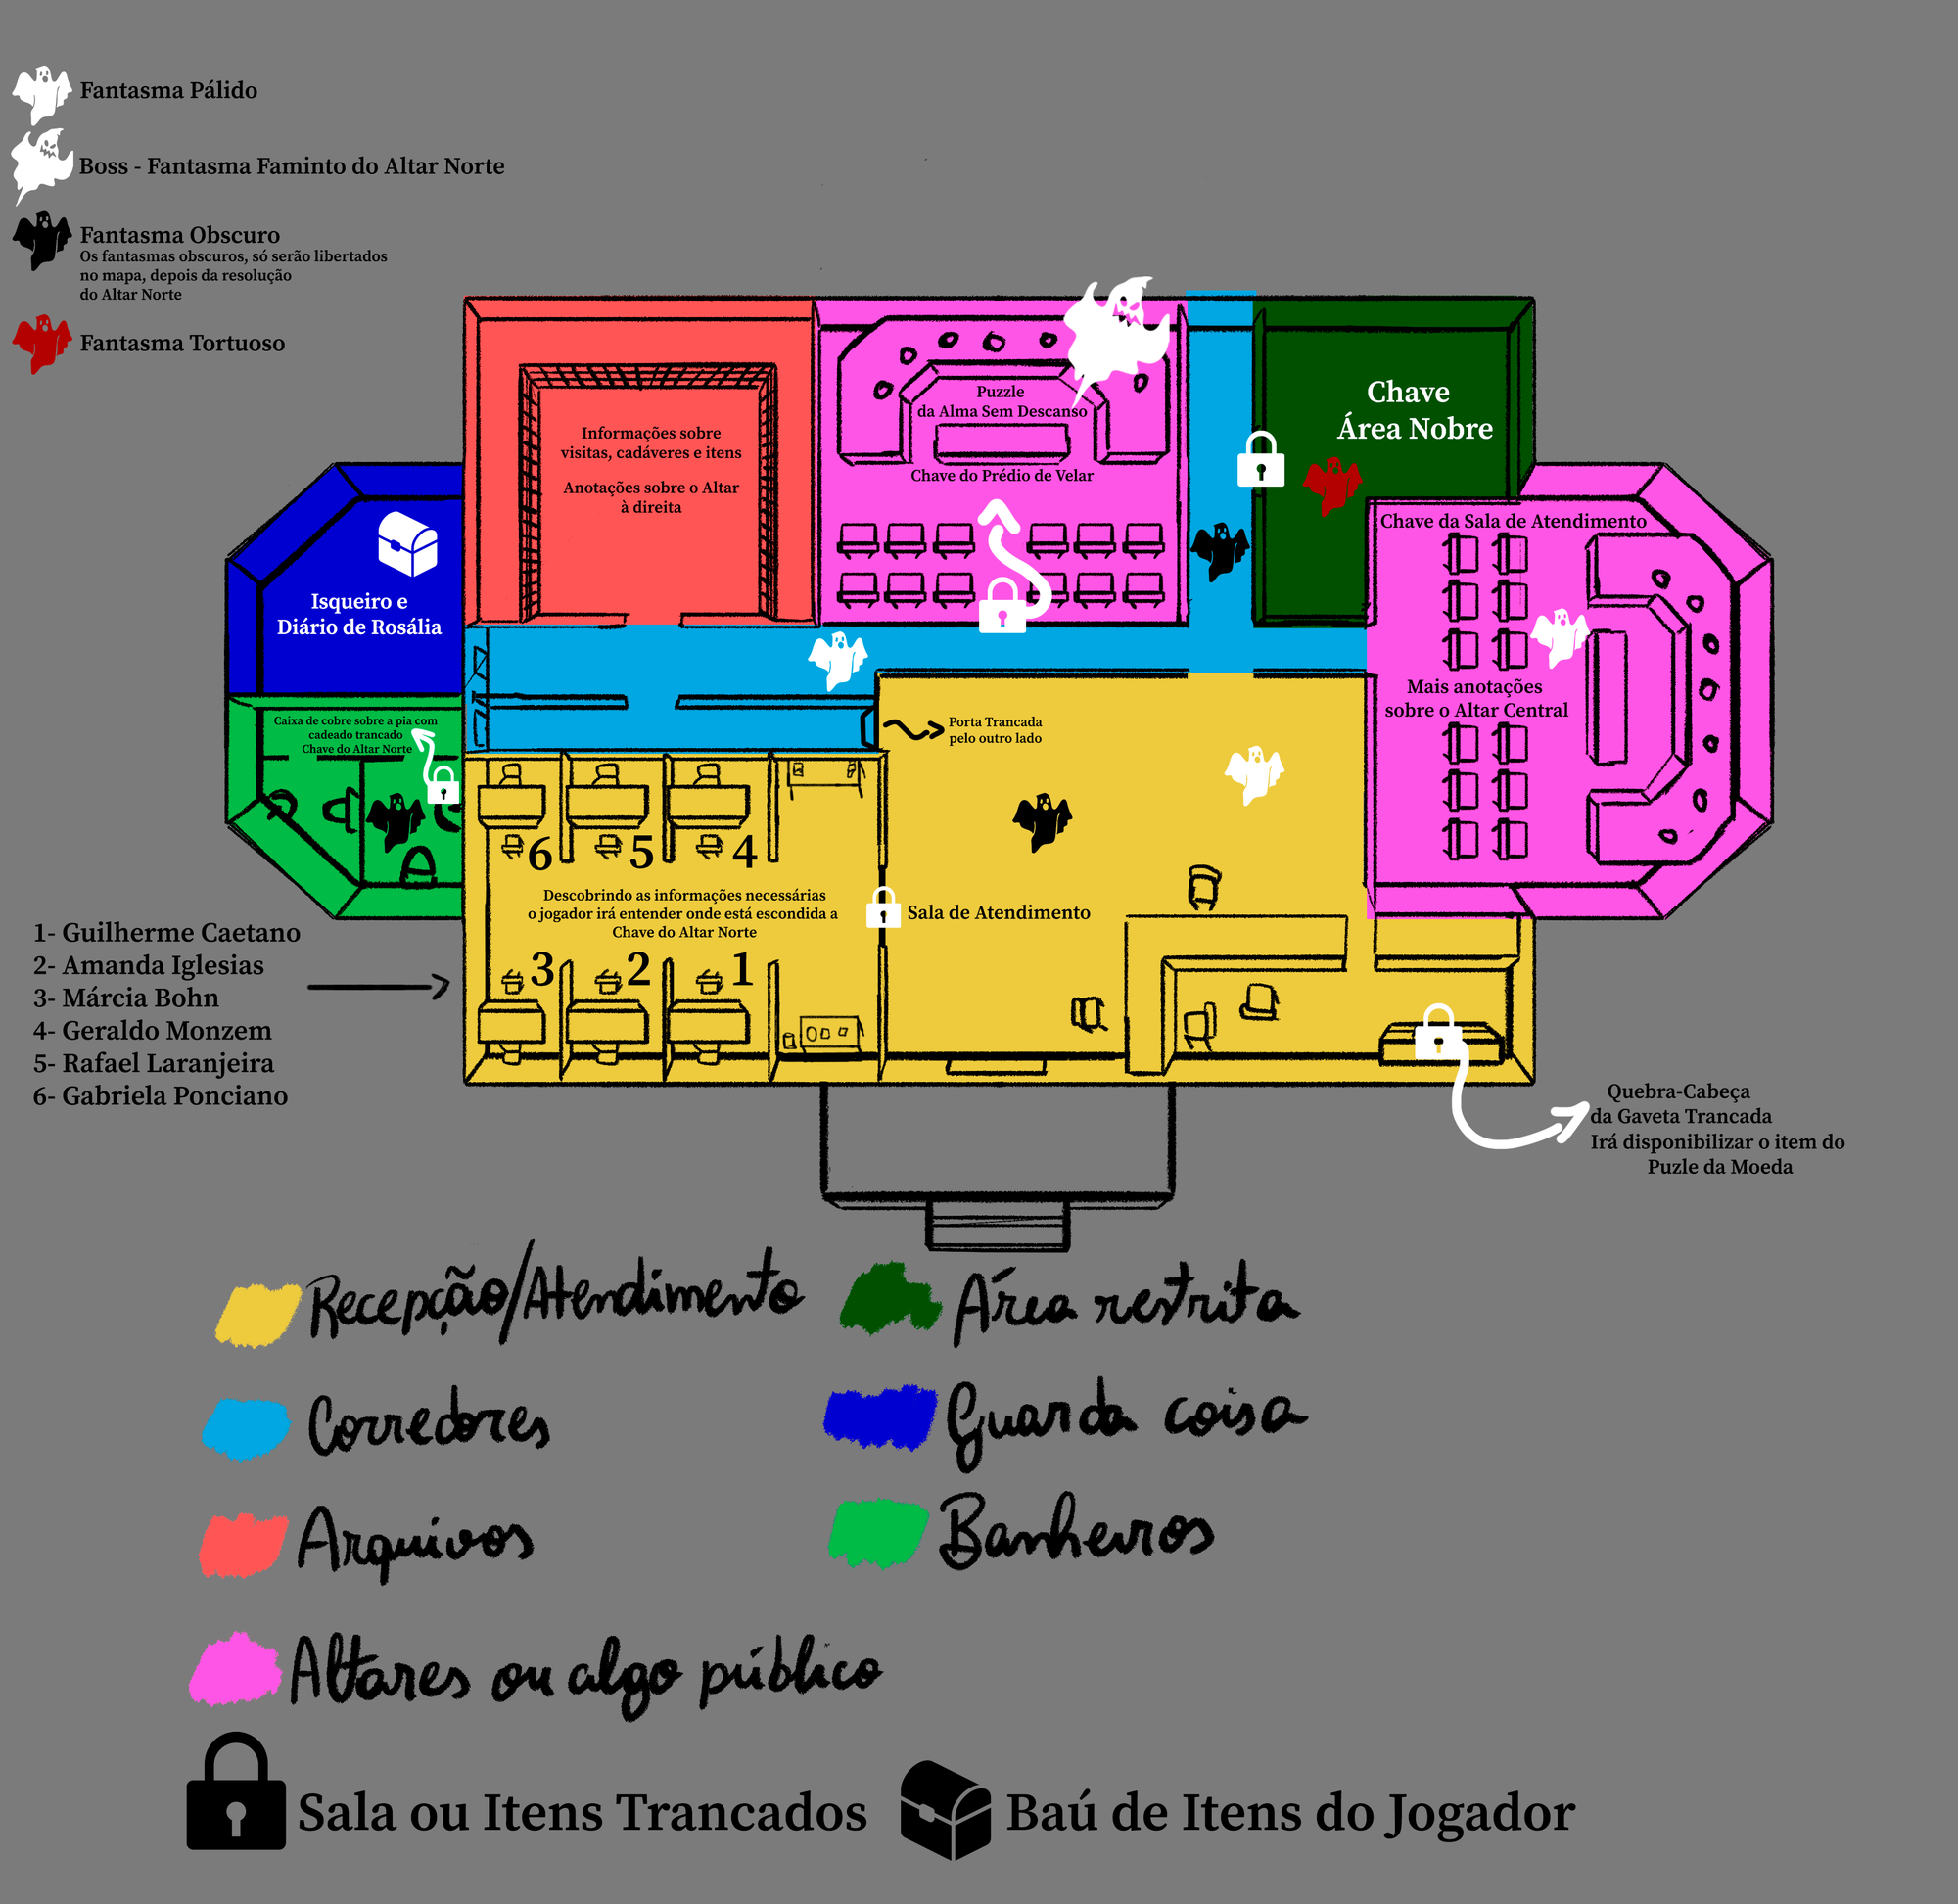 Fantasma Pálido
Boss - Fantasma Faminto do Altar Norte
Fantasma Obscuro
Os fantasmas obscuros, só serão libertados
no mapa, depois da resolução
do Altar Norte
Fantasma Tortuoso
Informações sobre
visitas, cadáveres e itens
Anotações sobre o Altar
à direita
Puzzle
da Alma Sem Descanso
Chave do Prédio de Velar
Chave
Área Nobre
Chave da Sala de Atendimento
Mais anotações
sobre o Altar Central
Isqueiro e
Diário de Rosália
Caixa de cobre sobre a pia com
cadeado trancado
Chave do Altar Norte
Porta Trancada
pelo outro lado
6 5 4
Descobrindo as informações necessárias
o jogador irá entender onde está escondida a
Chave do Altar Norte
Sala de Atendimento
3 2 1
1- Guilherme Caetano
2- Amanda Iglesias
3- Márcia Bohn
4- Geraldo Monzem
5- Rafael Laranjeira
6- Gabriela Ponciano
Quebra-Cabeça
da Gaveta Trancada
Irá disponibilizar o item do
Puzle da Moeda
Recepção/Atendimento
Área restrita
Corredores
Guarda coisa
Arquivos
Banheiros
Altares ou algo público
Sala ou Itens Trancados
Baú de Itens do Jogador